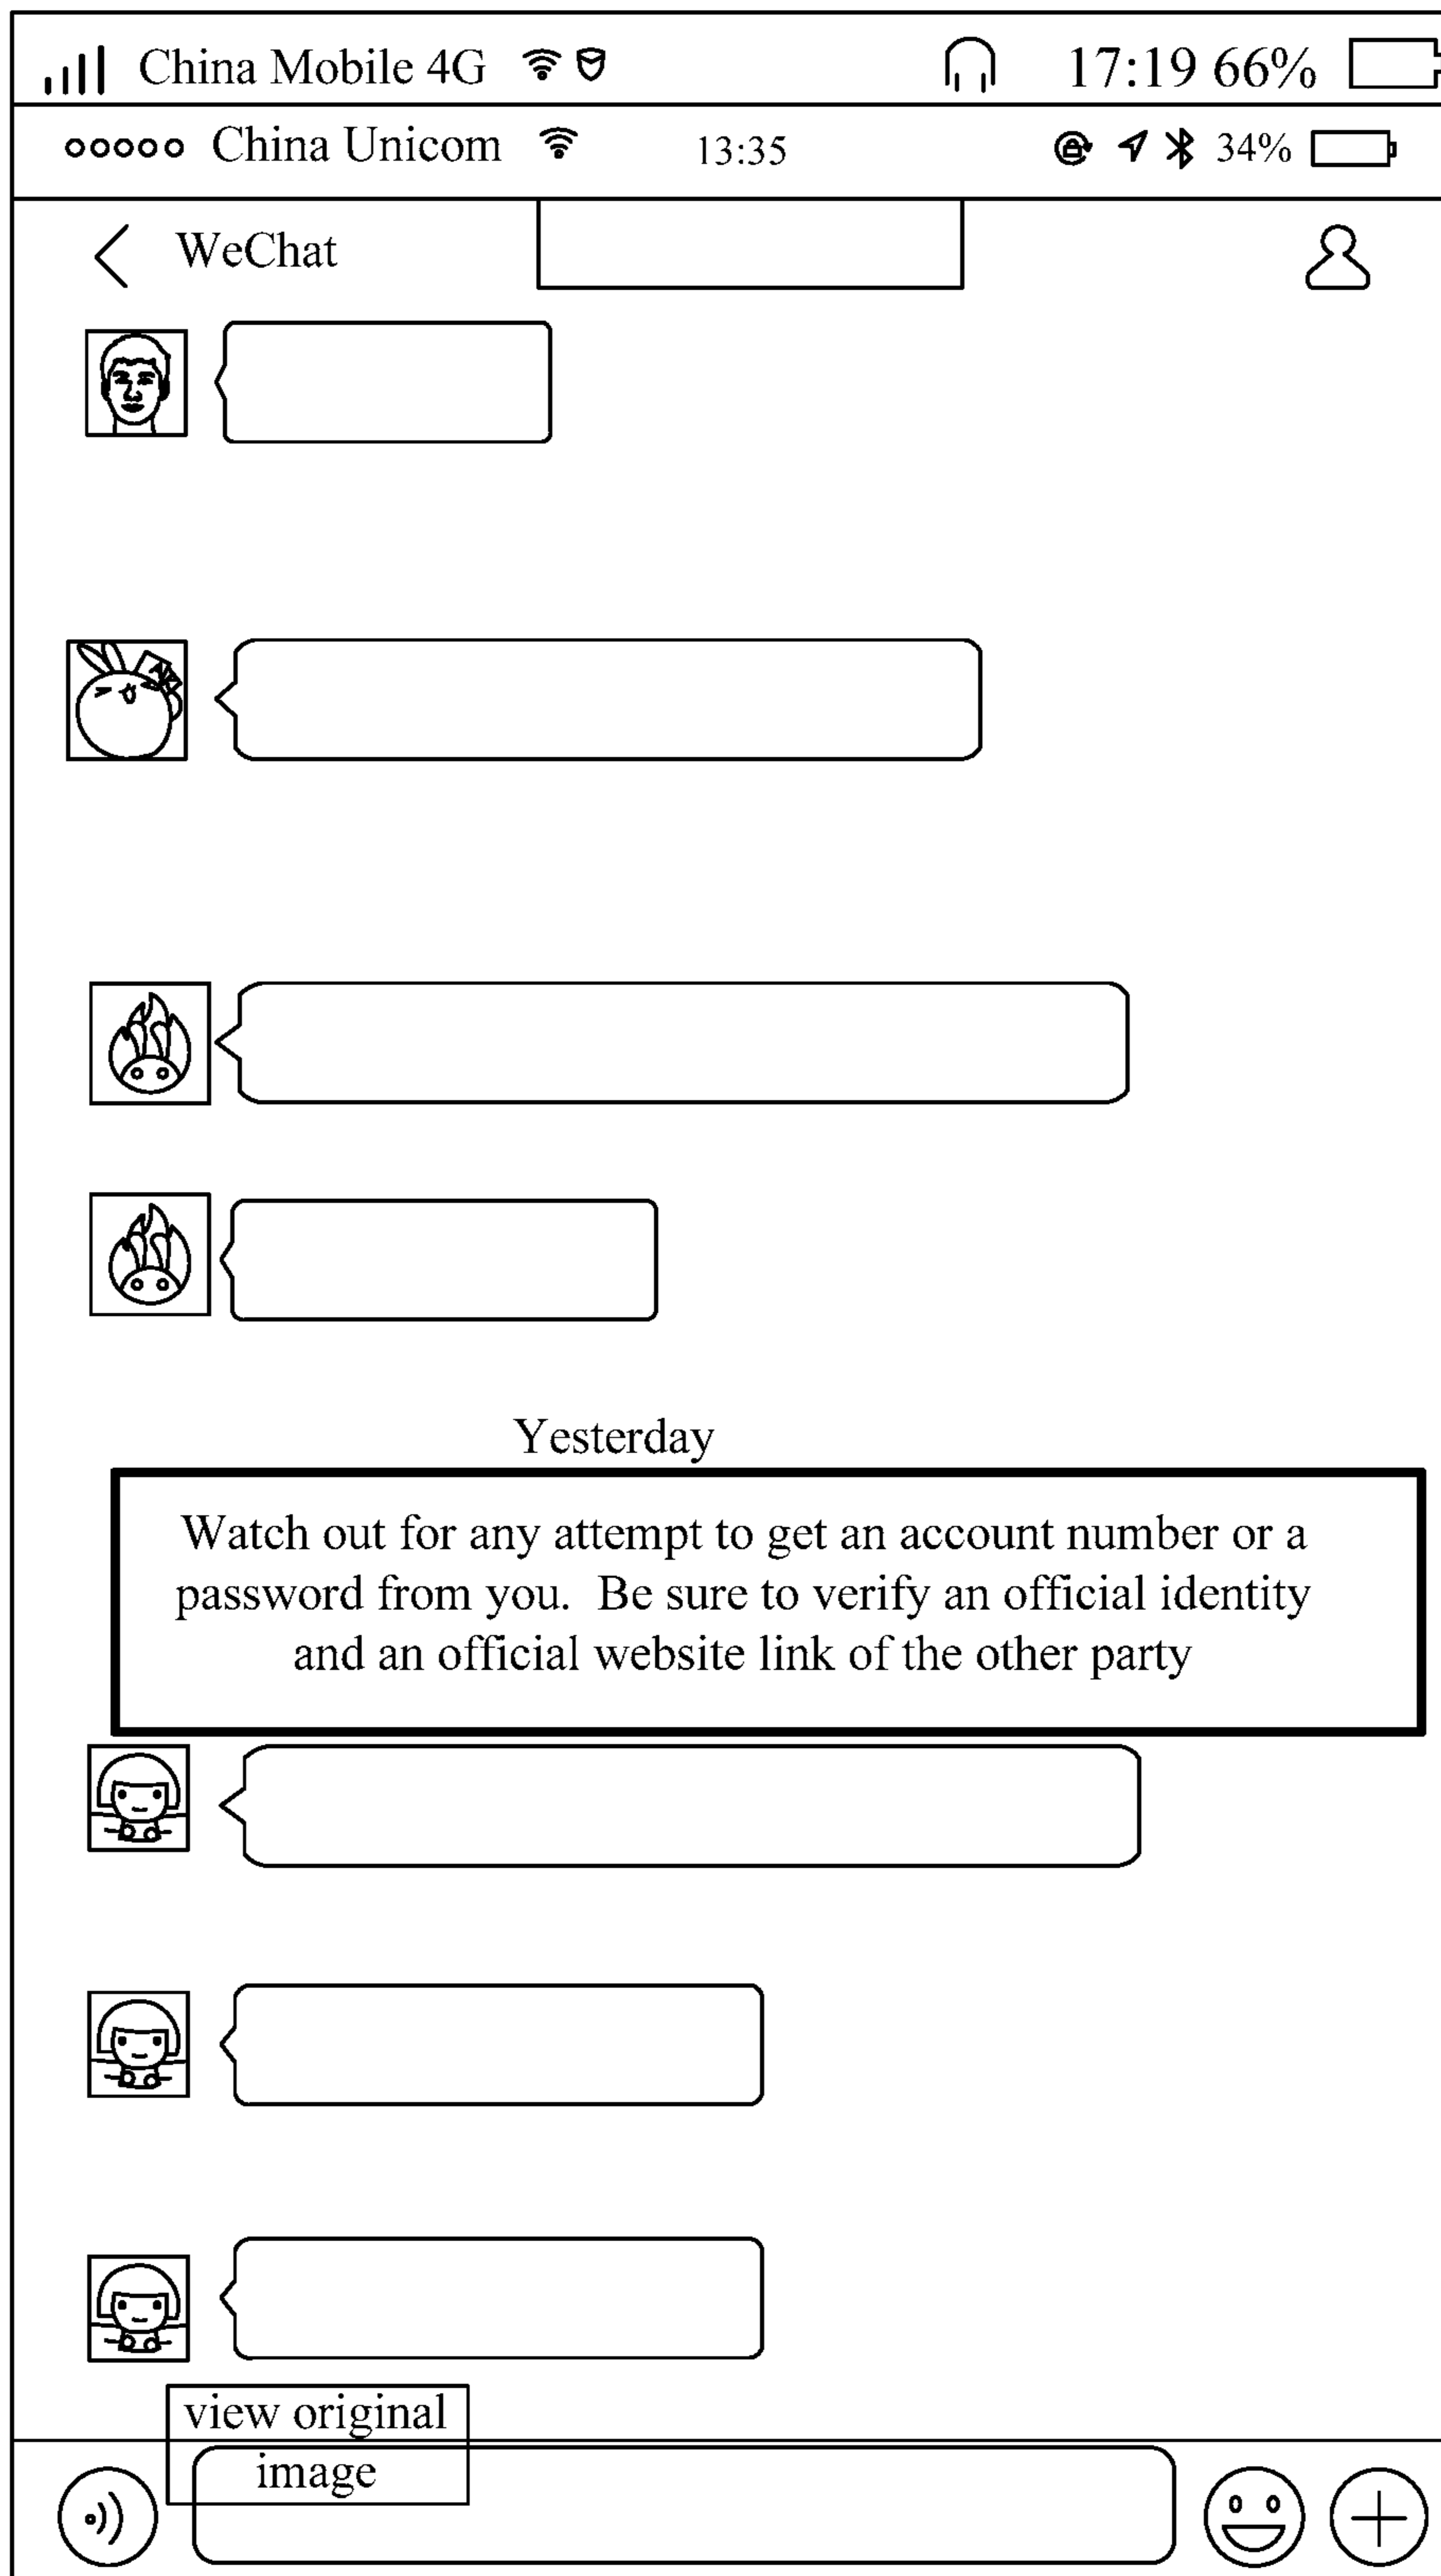 China Mobile 4G 17:19 66%
China Unicom 13:35 34%
WeChat
Yesterday
Watch out for any attempt to get an account number or a
password from you. Be sure to verify an official identity
and an official website link of the other party
view original
image